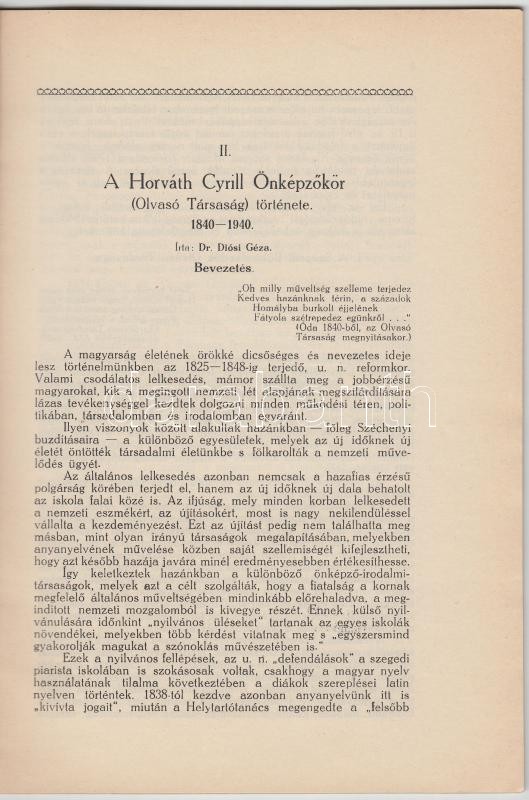 II.
A Horváth Cyrill Önképzőkör
(Olvasó Társaság) története.
1840—1940.
Írta: Dr. Diósi Géza.
Bevezetés.
„Oh milly műveltség szelleme terjedez
Kedves hazánknak térin, a századok
Homályba burkolt éjjelének
Fátyola szétrepedez egünkről . . ."
(Óda 1840-ből, az Olvasó
Társaság megnyitásakor.)
A magyarság életének örökké dicsőséges és nevezetes ideje
lesz történelmünkben az 1825—1848-ig terjedő, u. n. reformkor.
Valami csodálatos lelkesedés, mámor szállta meg a jobbérzésű
magyarokat, kik a megingott nemzeti lét alapjának megszilárdítására
lázas tevékenységgel kezdtek dolgozni minden működési téren, poli-
tikában, társadalomban és irodalomban egyaránt.
Ilyen viszonyok között alakultak hazánkban — főleg Széchenyi
buzdítására — a különböző egyesületek, melyek az új időknek új
életét öntötték társadalmi életünkbe s fölkarolták a nemzeti műve-
lődés ügyét.
Az általános lelkesedés azonban nemcsak a hazafias érzésű
polgárság körében terjedt el, hanem az új időknek új dala behatolt
az iskola falai közé is. Az ifjúság, mely minden korban lelkesedett
a nemzeti eszmékért, az újításokért, most is nagy nekilendüléssel
vállalta a kezdeményezést. Ezt az újítást pedig nem találhatta meg
másban, mint olyan irányú társaságok megalapításában, melyekben
anyanyelvének művelése közben saját szellemiségét kifejlesztheti,
hogy azt később hazája javára minél eredményesebben értékesíthesse.
Így keletkeztek hazánkban a különböző önképző-irodalmi-
társaságok, melyek azt a célt szolgálták, hogy a fiatalság a kornak
megfelelő általános műveltségében mindinkább előrehaladva, a meg-
indított nemzeti mozgalomból is kivegye részét. Ennek külső nyil-
vánulására időnkint „nyilvános üléseket" tartanak az egyes iskolák
növendékei, melyekben több kérdést vitatnak meg s „egyszersmind
gyakorolják magukat a szónoklás művészetében is."
Ezek a nyilvános fellépések, az u. n. „defendálások" a szegedi
piarista iskolában is szokásosak voltak, csakhogy a magyar nyelv
használatának tilalma következtében a diákok szereplései latin
nyelven történtek. 1838-tól kezdve azonban anyanyelvünk itt is
„kivívta jogait", miután a Helytartótanács megengedte a „felsőbb
darabanth